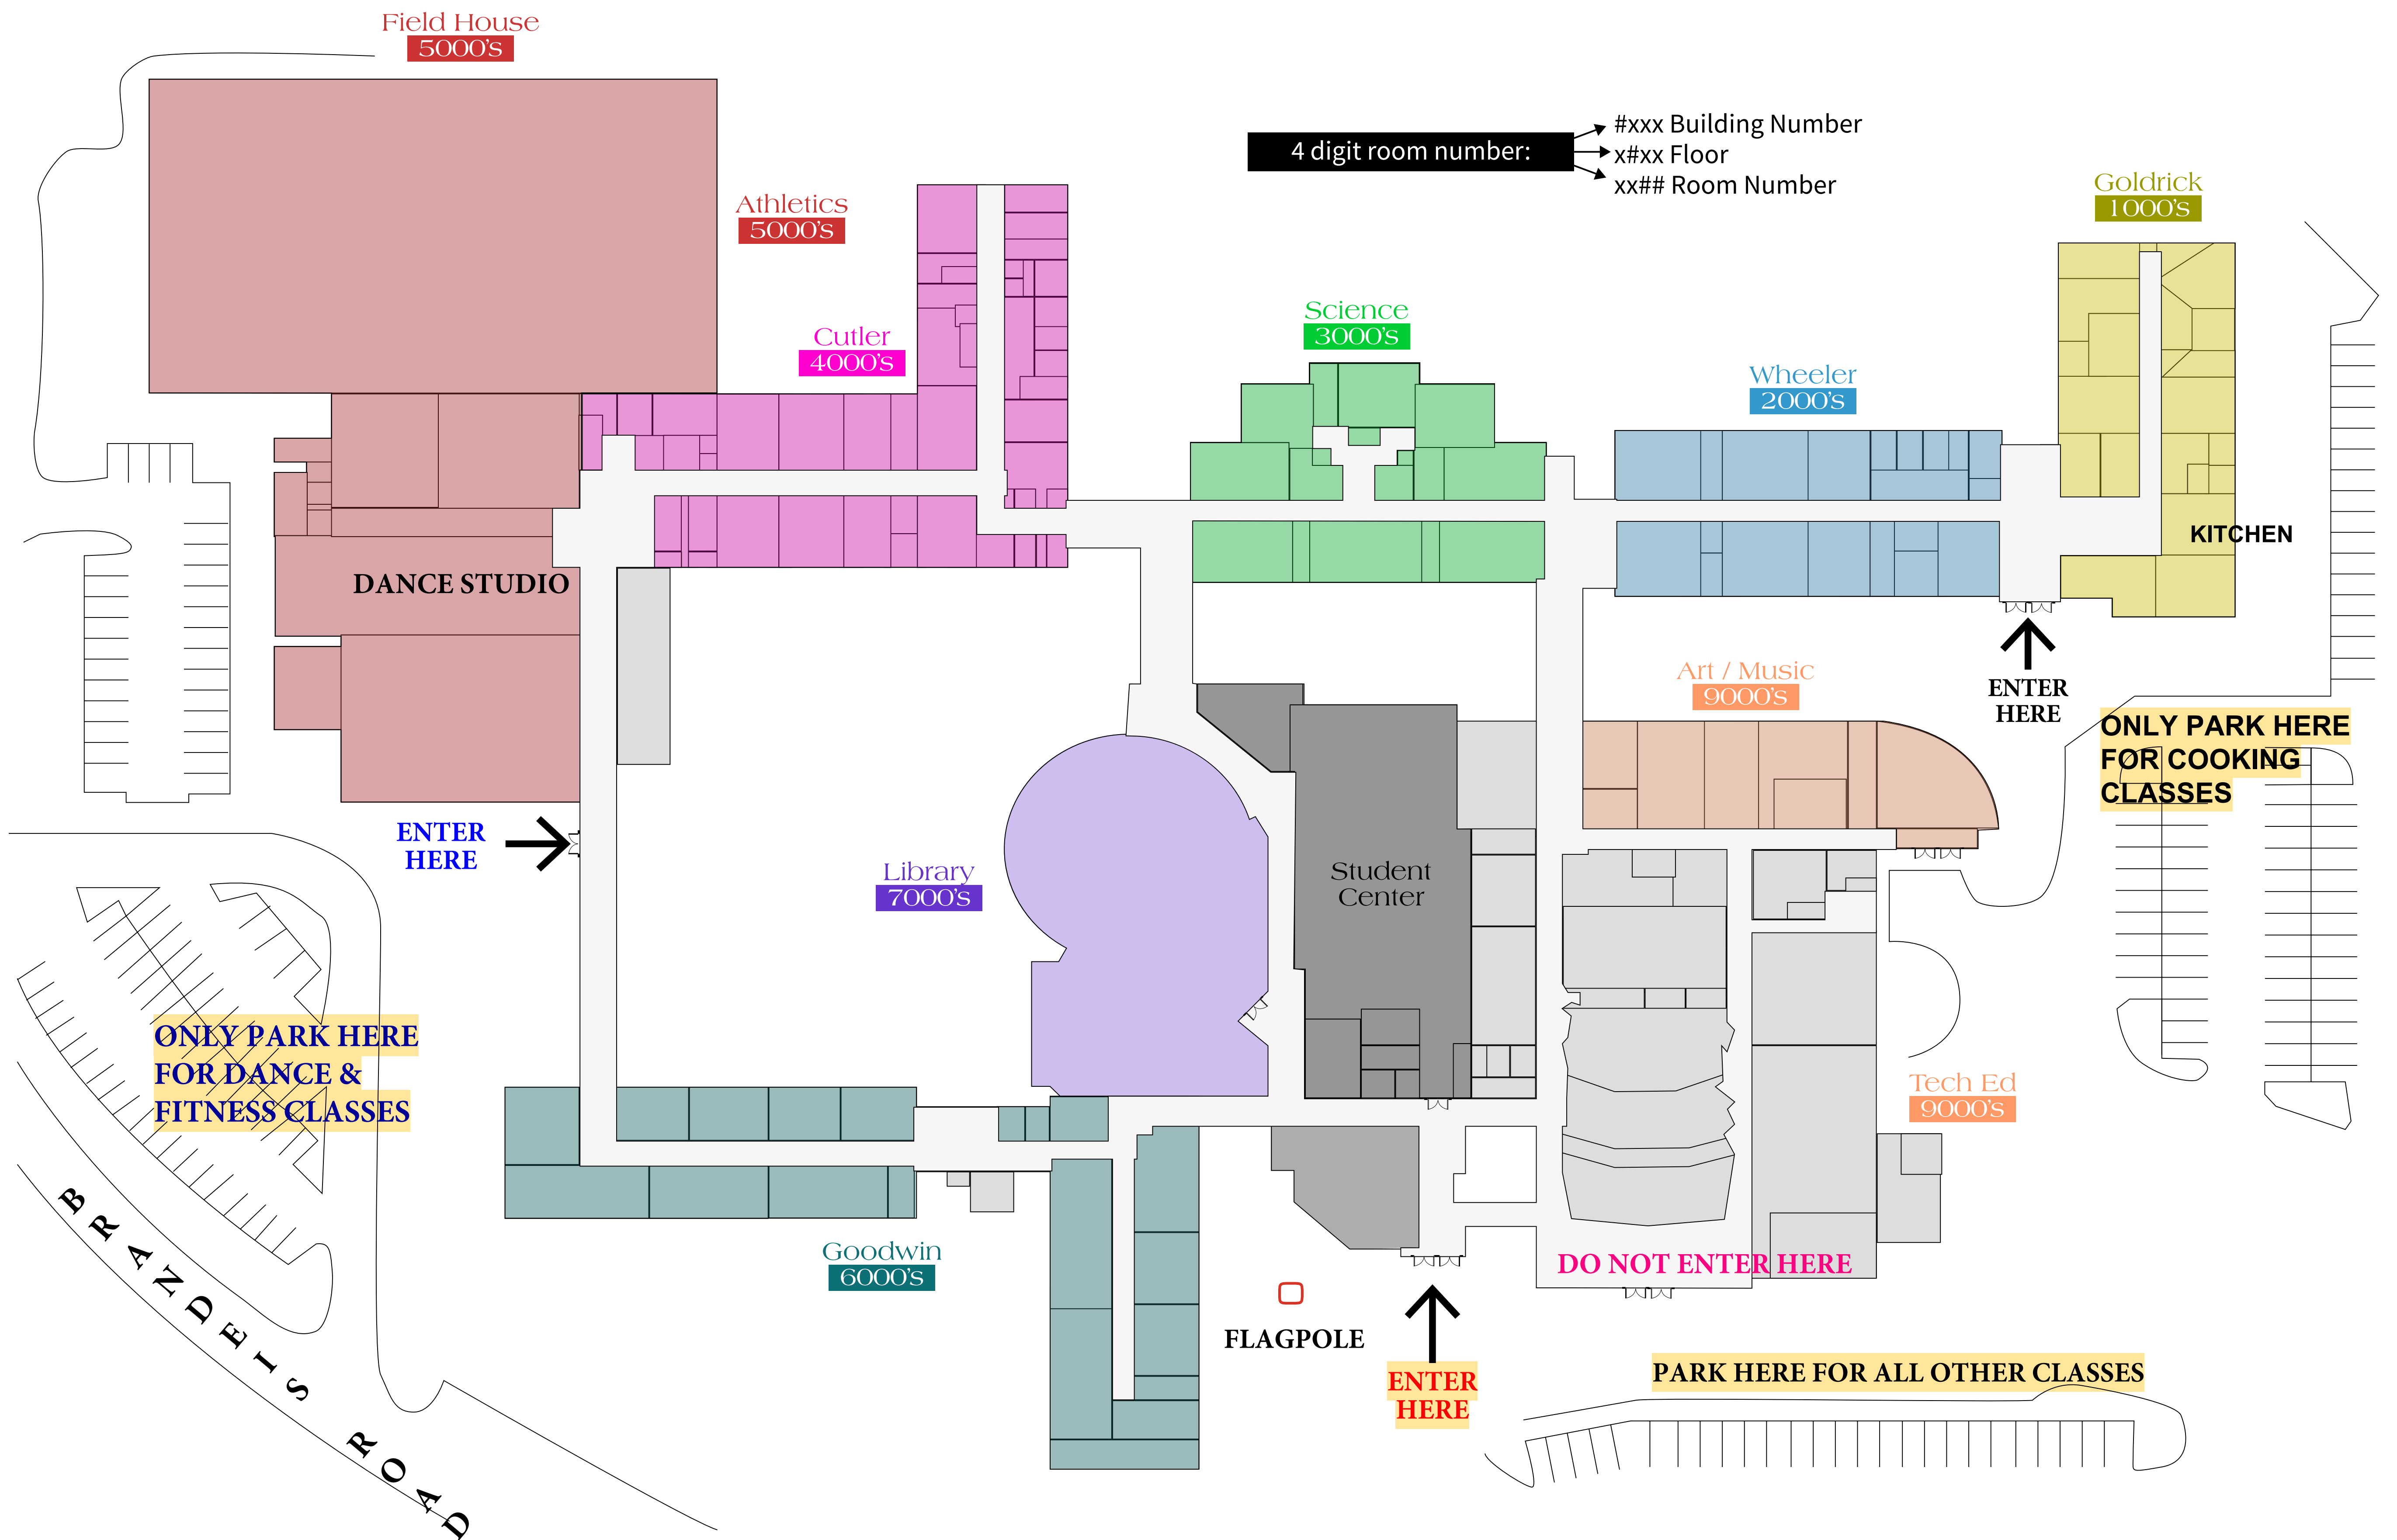 Field House
5000's
4 digit room number:
#xxx Building Number
x#xx Floor
xx## Room Number
Goldrick
1000's
Athletics
5000's
Science
3000's
Cutler
4000's
Wheeler
2000's
KITCHEN
DANCE STUDIO
Art / Music
9000's
ENTER
HERE
ONLY PARK HERE
FOR COOKING
CLASSES
ENTER
HERE
Library
7000's
Student
Center
ONLY PARK HERE
FOR DANCE &
FITNESS CLASSES
Tech Ed
9000's
Goodwin
6000's
DO NOT ENTER HERE
FLAGPOLE
ENTER
HERE
PARK HERE FOR ALL OTHER CLASSES
BRANDEIS ROAD